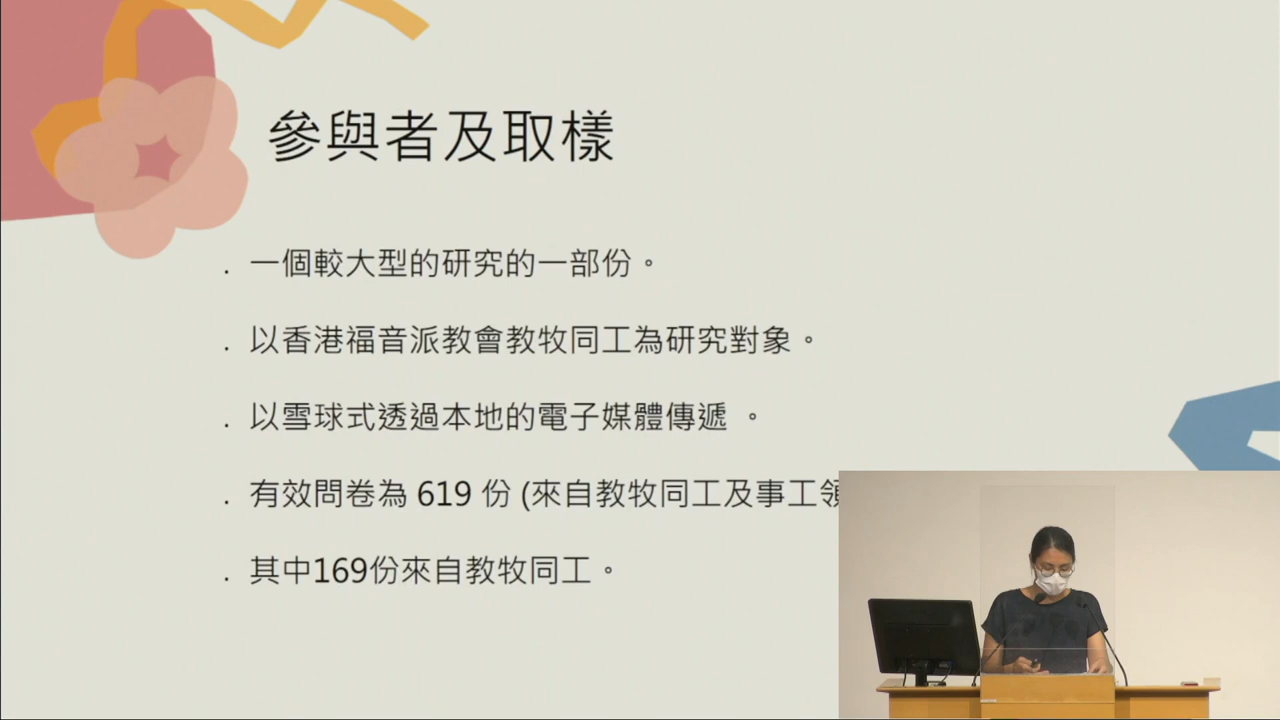 參與者及取樣
. 一個較大型的研究的一部份。
. 以香港福音派教會教牧同工為研究對象。
. 以雪球式透過本地的電子媒體傳遞 。
. 有效問卷為 619 份 (來自教牧同工及事工領
. 其中169份來自教牧同工。